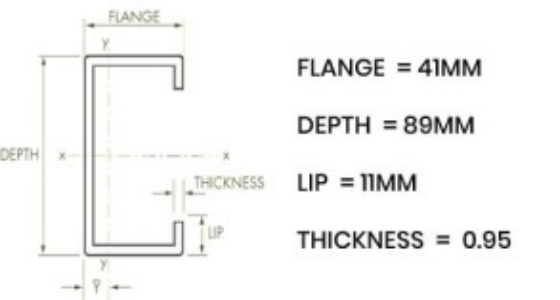 FLANGE
Y
DEPTH
x
x
THICKNESS
LIP
y
Y
FLANGE = 41MM
DEPTH = 89MM
LIP = 11MM
THICKNESS = 0.95